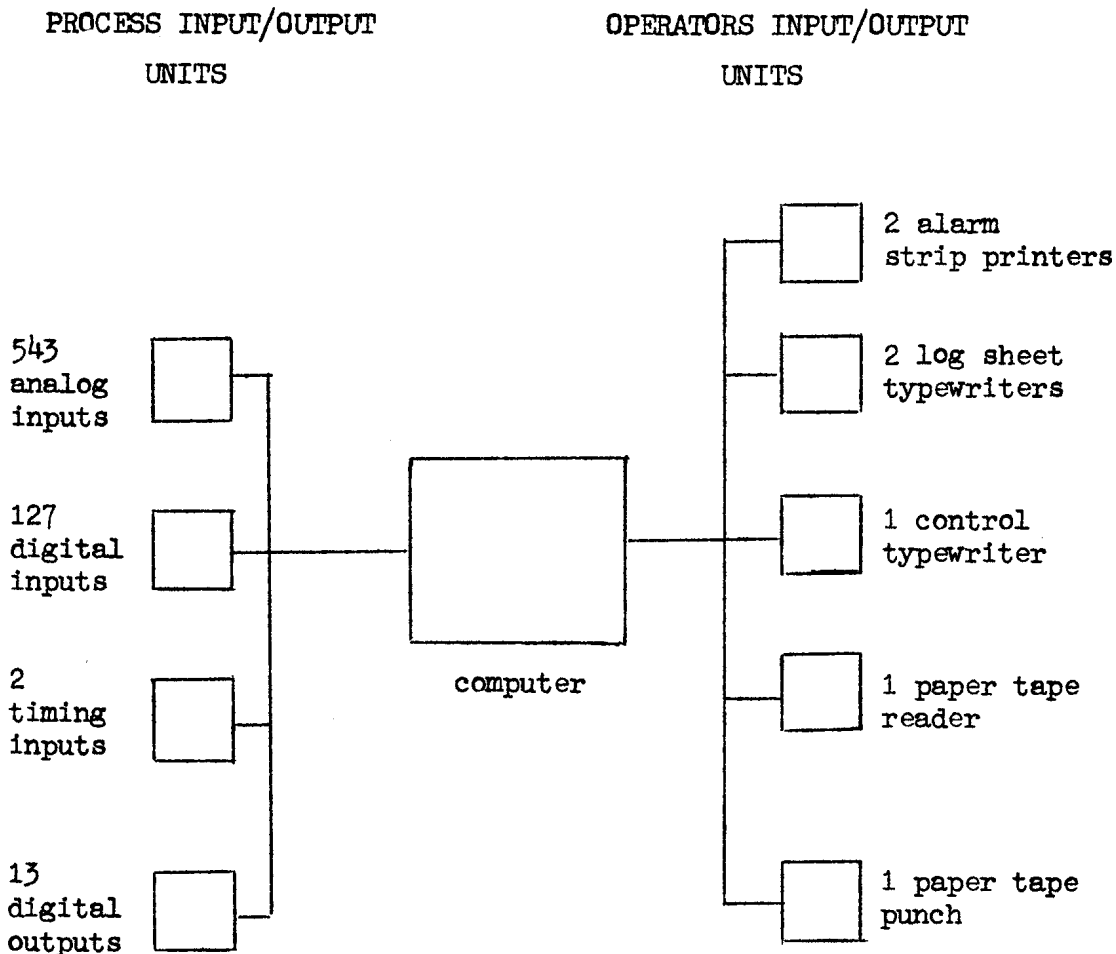 PROCESS INPUT/OUTPUT
UNITS
OPERATORS INPUT/OUTPUT
UNITS
543
analog
inputs
127
digital
inputs
2
timing
inputs
13
digital
outputs
computer
2 alarm
strip printers
2 log sheet
typewriters
1 control
typewriter
1 paper tape
reader
1 paper tape
punch